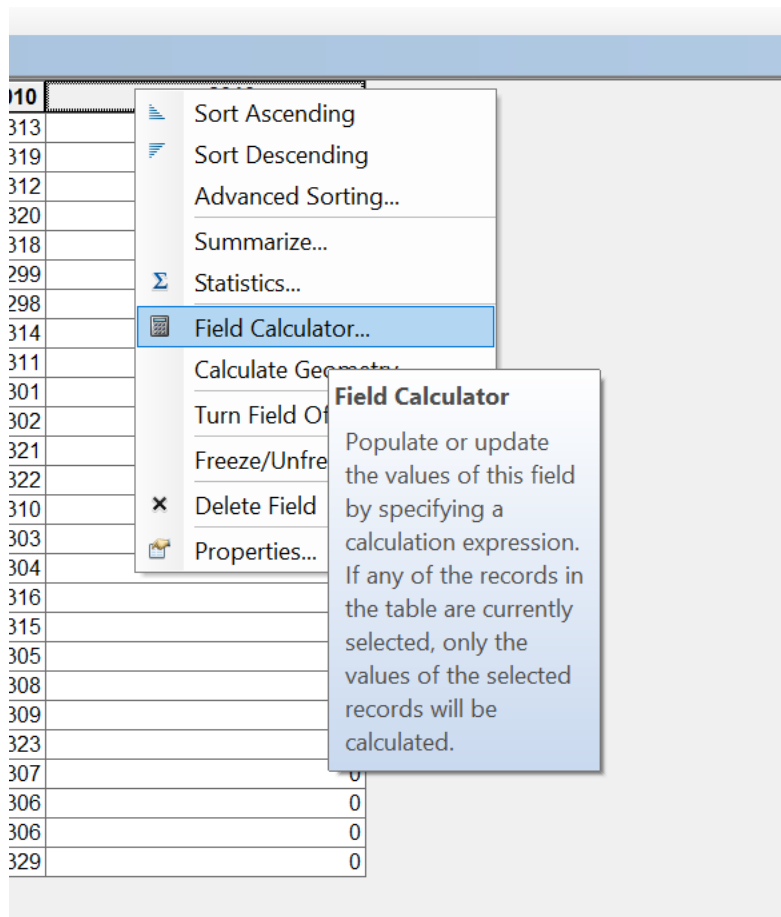 010
313
319
312
320
318
299
298
314
311
301
302
321
322
310
303
304
316
315
305
308
309
323
307 0
306 0
306 0
329 0
Sort Ascending
Sort Descending
Advanced Sorting...
Summarize...
Σ Statistics...
Field Calculator...
Calculate Geometry
Turn Field Of
Freeze/Unfre
Delete Field
Properties...
Field Calculator
Populate or update
the values of this field
by specifying a
calculation expression.
If any of the records in
the table are currently
selected, only the
values of the selected
records will be
calculated.